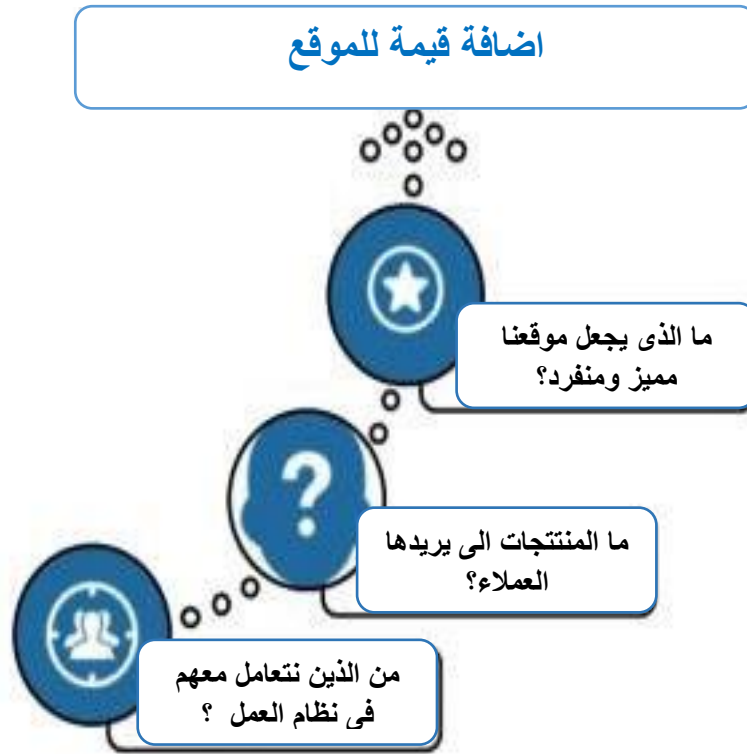 اضافة قيمة للموقع
ما الذى يجعل موقعنا
مميز ومنفرد؟
ما المنتتجات الى يريدها
العملاء؟
من الذين نتعامل معهم
فى نظام العمل ؟